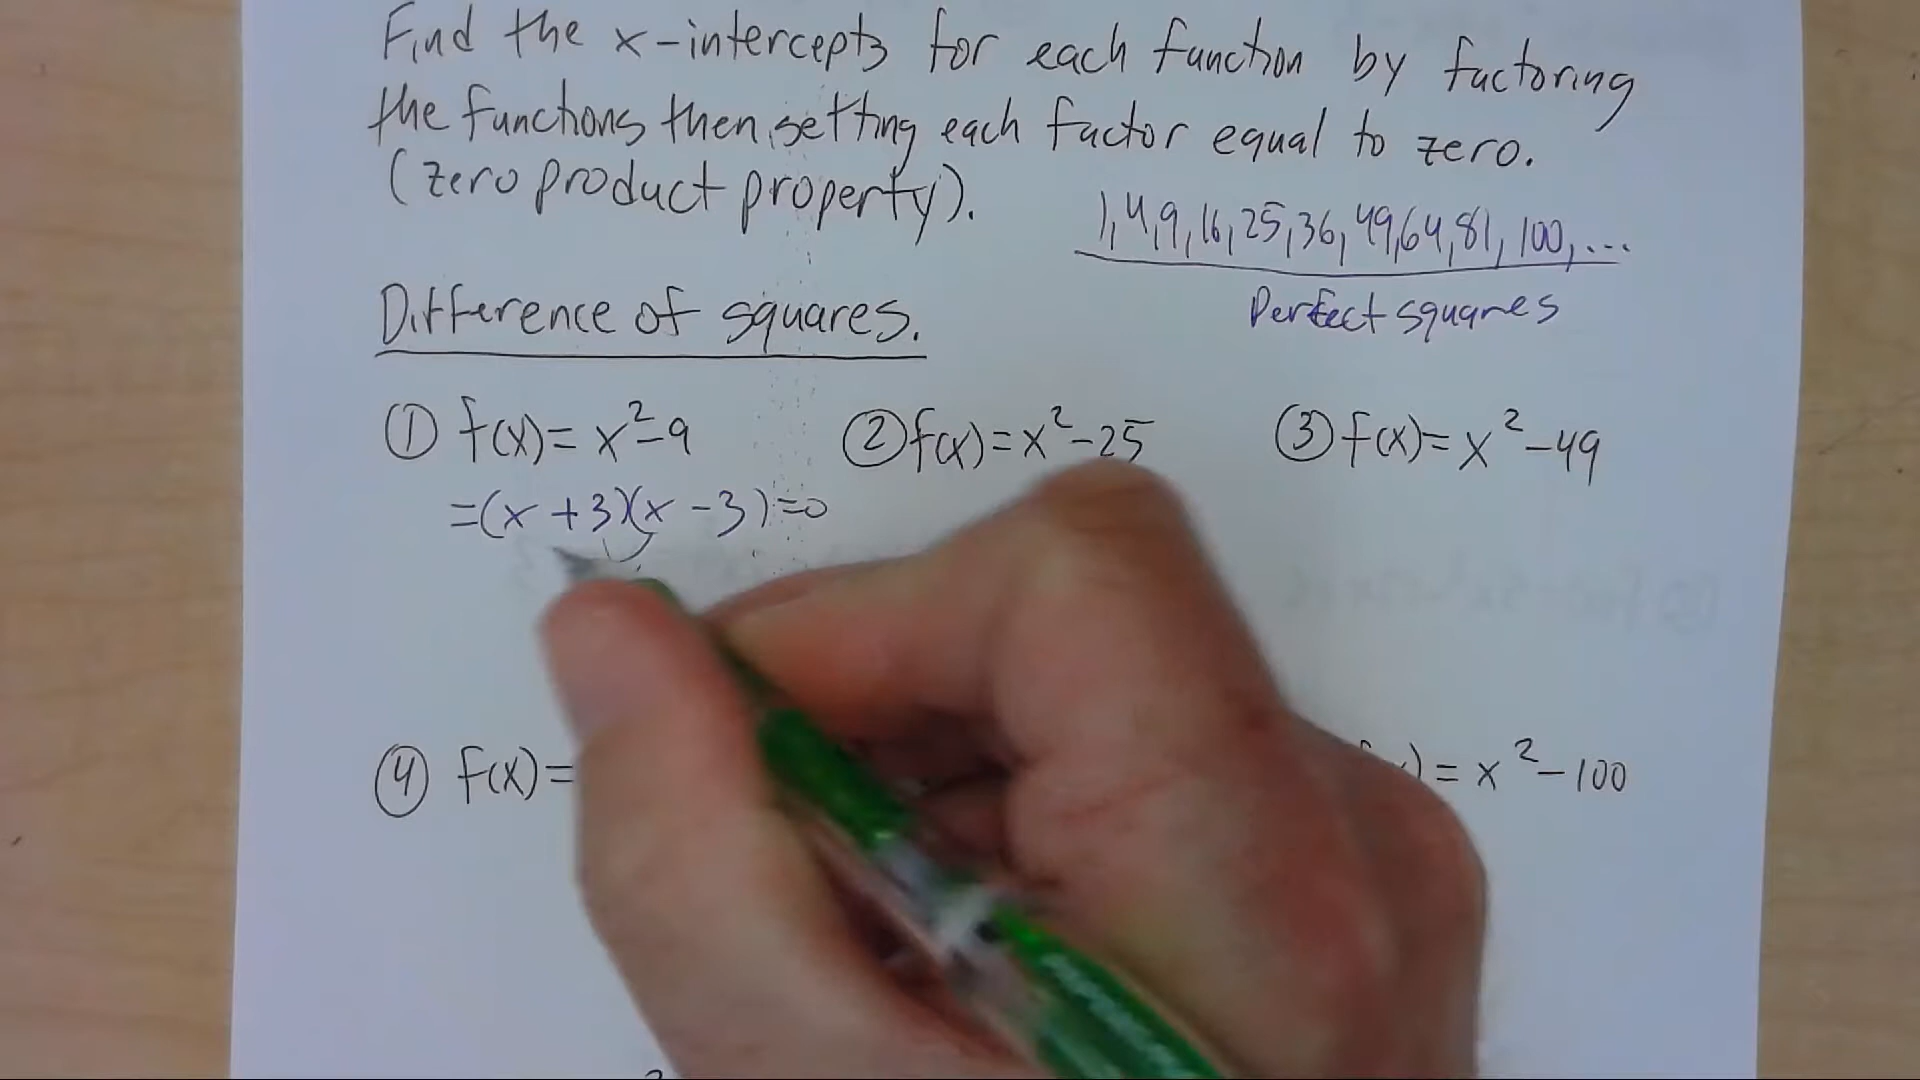 Find the x-intercepts for each function by factoring
the functions then setting each factor equal to zero.
(zero product property).
1, 4, 9, 16, 25, 36, 49, 64, 81, 100, ...
Perfect squares
Difference of squares.
① f(x) = x²-9
② f(x) = x²-25
③ f(x) = x²-49
=(x +3)(x -3)=0
④ f(x)=
) = x²-100